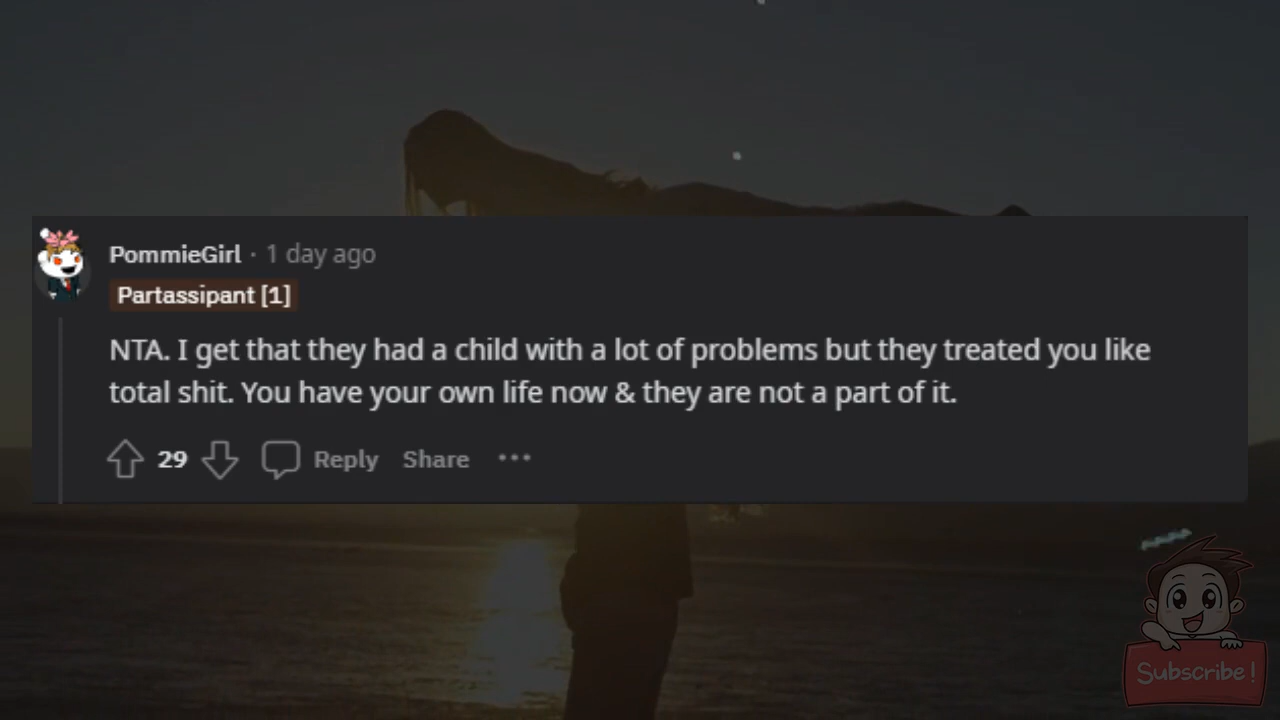 PommieGirl · 1 day ago
Partassipant [1]
NTA. I get that they had a child with a lot of problems but they treated you like
total shit. You have your own life now & they are not a part of it.
29 Reply Share ···
Subscribe!